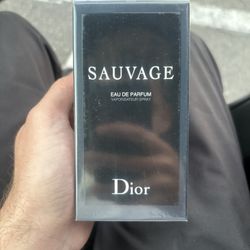 SAUVAGE
EAU DE PARFUM
VAPORISATEUR SPRAY
Dior